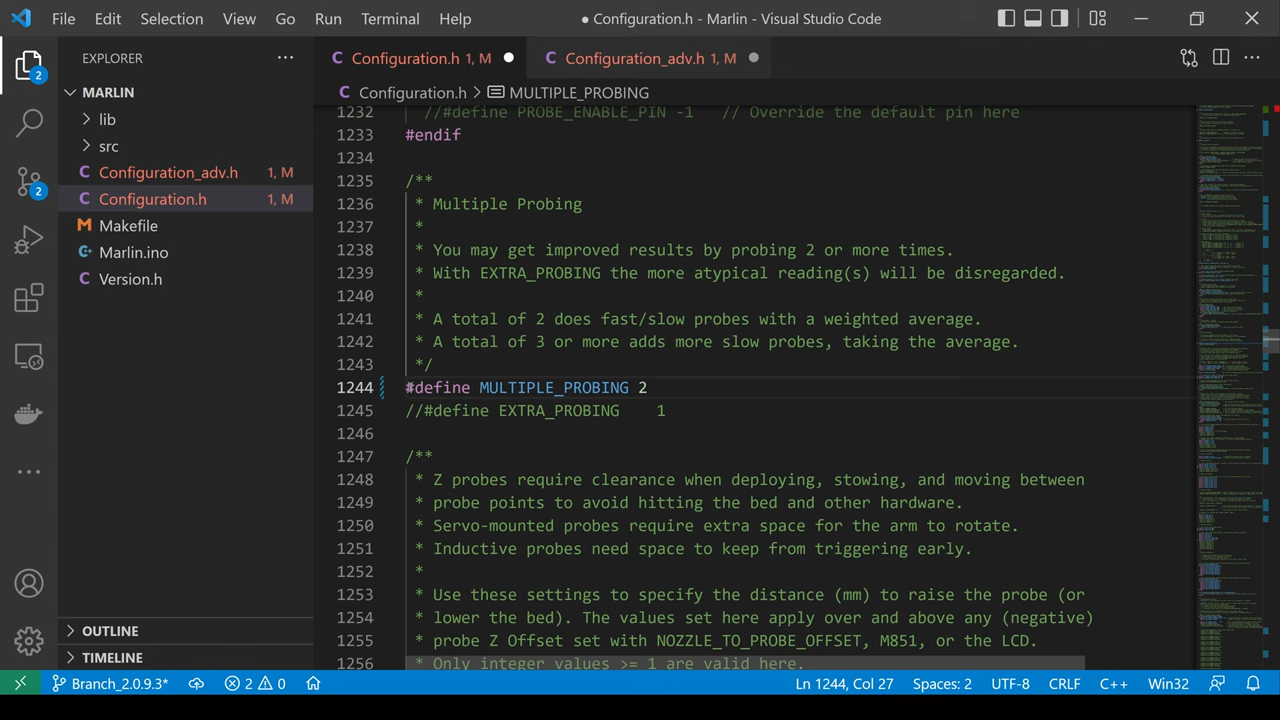 File Edit Selection View Go Run Terminal Help ● Configuration.h - Marlin - Visual Studio Code
EXPLORER
MARLIN
lib
src
C Configuration_adv.h 1, M
C Configuration.h 1, M
M Makefile
Marlin.ino
C Version.h
OUTLINE
TIMELINE
2
2
C Configuration.h 1, M
C Configuration_adv.h 1, M
C Configuration.h > MULTIPLE_PROBING
1232 //#define PROBE_ENABLE_PIN -1 // Override the default pin here
1233 #endif
1234
1235 /**
1236 * Multiple Probing
1237 *
1238 * You may get improved results by probing 2 or more times.
1239 * With EXTRA_PROBING the more atypical reading(s) will be disregarded.
1240 *
1241 * A total of 2 does fast/slow probes with a weighted average.
1242 * A total of 3 or more adds more slow probes, taking the average.
1243 */
1244 #define MULTIPLE_PROBING 2
1245 //#define EXTRA_PROBING 1
1246
1247 /**
1248 * Z probes require clearance when deploying, stowing, and moving between
1249 * probe points to avoid hitting the bed and other hardware.
1250 * Servo-mounted probes require extra space for the arm to rotate.
1251 * Inductive probes need space to keep from triggering early.
1252 *
1253 * Use these settings to specify the distance (mm) to raise the probe (or
1254 * lower the bed). The values set here apply over and above any (negative)
1255 * probe Z Offset set with NOZZLE_TO_PROBE_OFFSET, M851, or the LCD.
1256 * Only integer values >= 1 are valid here.
Branch_2.0.9.3* 2 0 Ln 1244, Col 27 Spaces: 2 UTF-8 CRLF C++ Win32